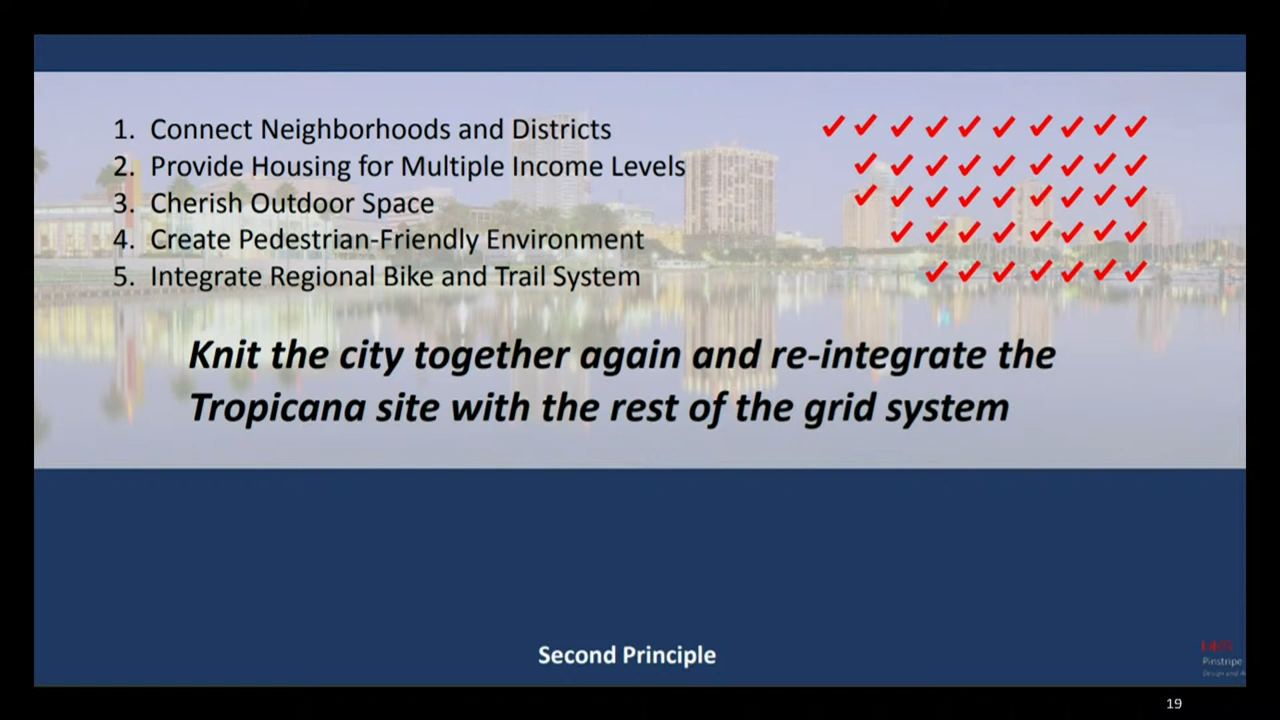 1. Connect Neighborhoods and Districts ✓ ✓ ✓ ✓ ✓ ✓ ✓ ✓ ✓ ✓
2. Provide Housing for Multiple Income Levels ✓ ✓ ✓ ✓ ✓ ✓ ✓ ✓ ✓
3. Cherish Outdoor Space ✓ ✓ ✓ ✓ ✓ ✓ ✓ ✓ ✓
4. Create Pedestrian-Friendly Environment ✓ ✓ ✓ ✓ ✓ ✓ ✓ ✓
5. Integrate Regional Bike and Trail System ✓ ✓ ✓ ✓ ✓ ✓ ✓
Knit the city together again and re-integrate the
Tropicana site with the rest of the grid system
Second Principle
Pinstripe
Design and
19